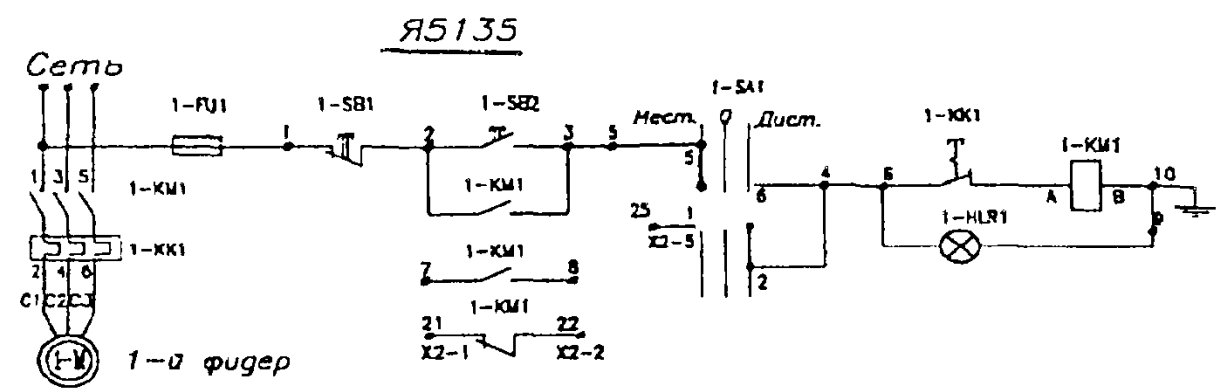 Я5135
Сеть
1-FU1
1-SB1
1-SB2
1-SA1
Мест.
Дист.
1-KK1
1-KM1
1
2
3
5
5
1 3 5
1-KM1
1-KM1
6
4
6
A
B
10
25
1
X2-5
1-HLR1
9
1-KK1
2 4 6
7
1-KM1
8
2
C1 C2 C3
1-KM1
21
22
X2-1
X2-2
1-M
1-й фидер